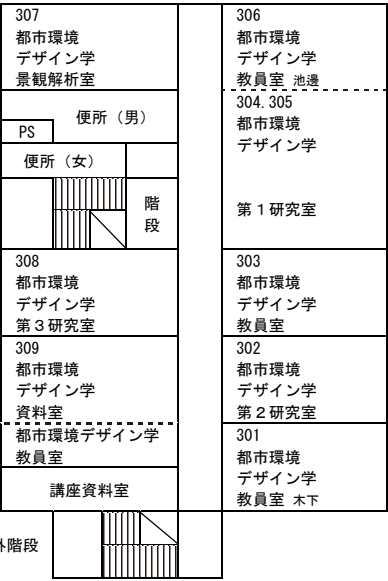 307
都市環境
デザイン学
景観解析室
便所（男）
PS
便所（女）
階
段
308
都市環境
デザイン学
第３研究室
309
都市環境
デザイン学
資料室
都市環境デザイン学
教員室
講座資料室
外階段
306
都市環境
デザイン学
教員室 池邊
304.305
都市環境
デザイン学
第１研究室
303
都市環境
デザイン学
教員室
302
都市環境
デザイン学
第２研究室
301
都市環境
デザイン学
教員室 木下